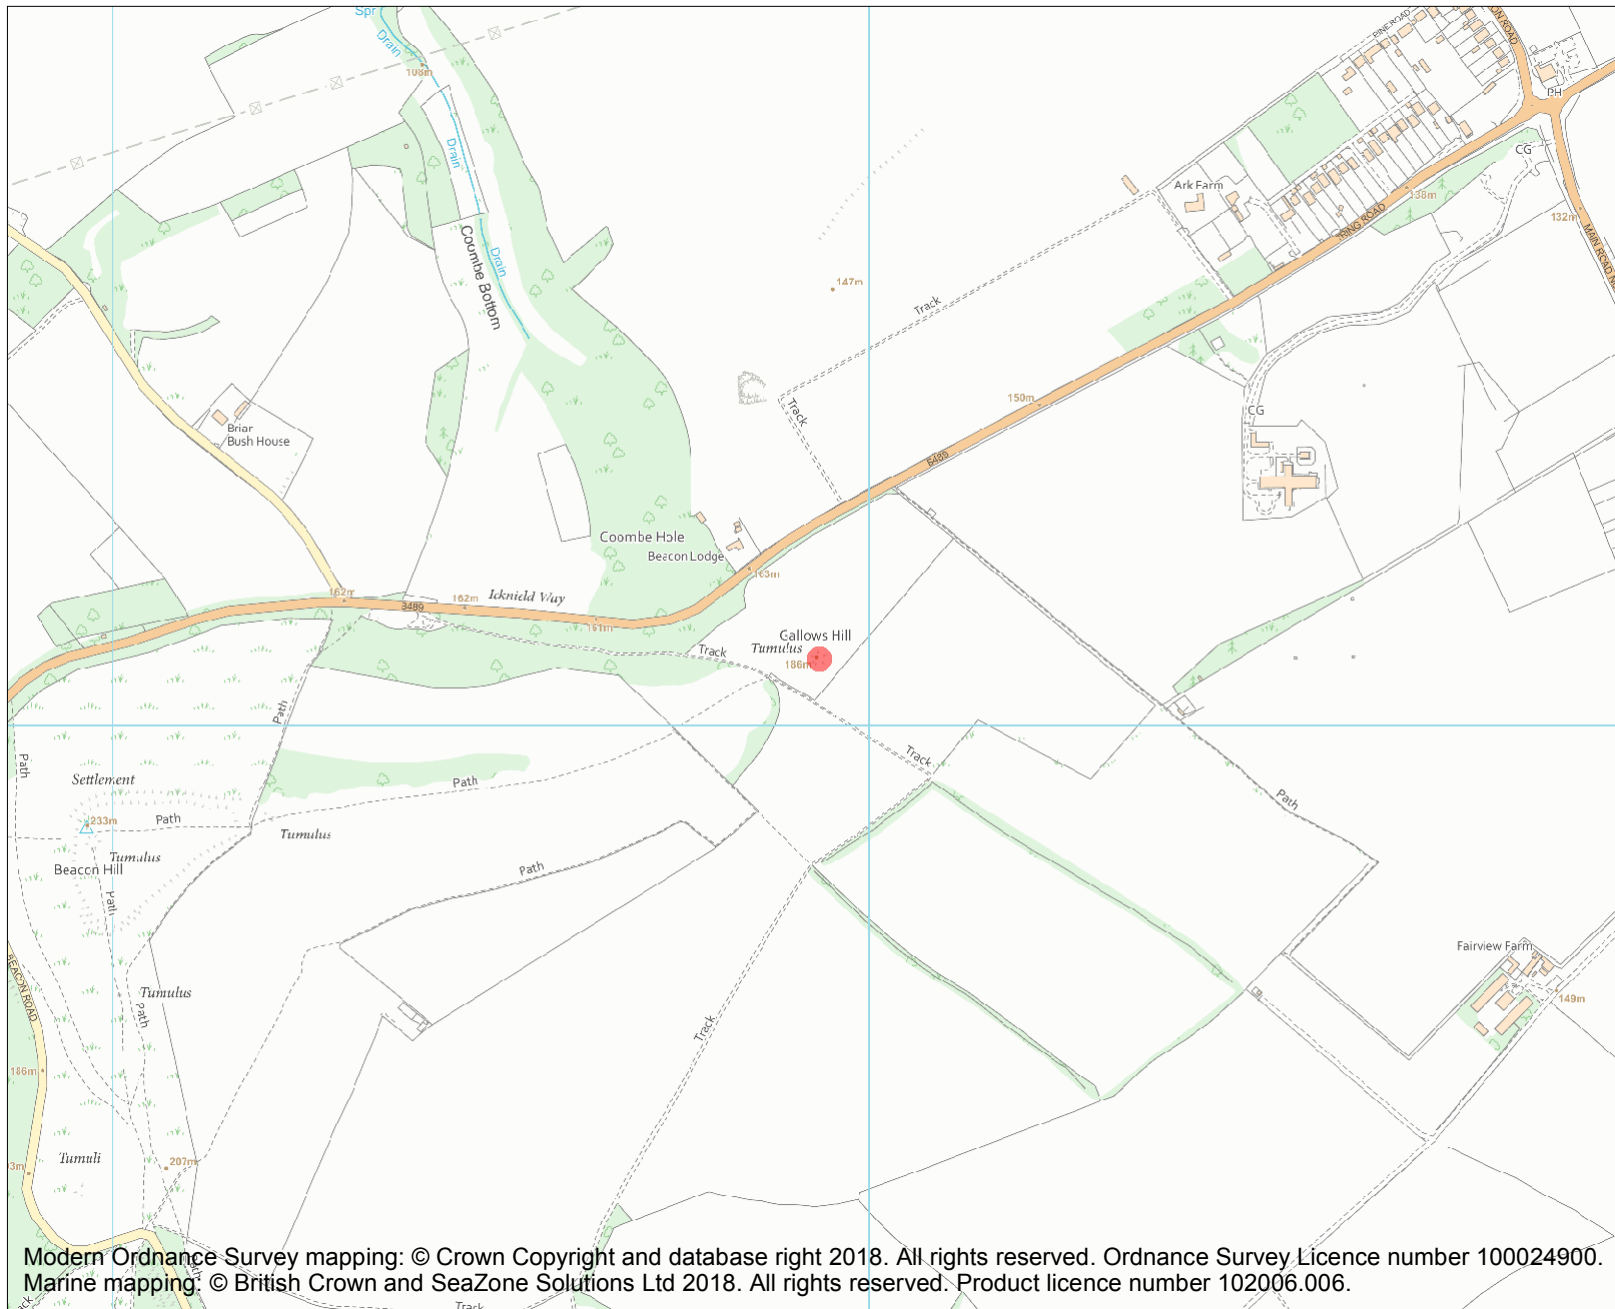 Spr
Drain
108m
PINE ROAD
ON ROAD
PH
CG
Drain
Ark Farm
138m
132m
RING ROAD
MAIN ROAD N
Coombe Bottom
Drain
147m
Track
150m
Track
CG
Briar
Bush House
B489
Coombe Hole
Beacon Lodge
163m
162m
162m
Icknield Way
3489
161m
Gallows Hill
Track
Tumulus
186m
Path
Track
Path
Settlement
Path
233m
Path
Tumulus
Path
Tumulus
Beacon Hill
Path
Path
Fairview Farm
BEACON ROAD
Tumulus
149m
Path
Track
186m
Tumuli
207m
93m
Modern Ordnance Survey mapping: © Crown Copyright and database right 2018. All rights reserved. Ordnance Survey Licence number 100024900.
Marine mapping: © British Crown and SeaZone Solutions Ltd 2018. All rights reserved. Product licence number 102006.006.
Track